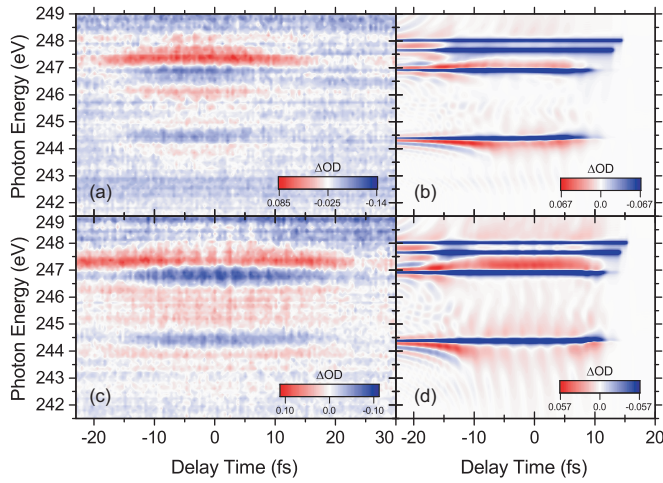 249
248
247
246
245
244
243
242
Photon Energy (eV)
(a)
ΔOD
0.085 -0.025 -0.14
(b)
ΔOD
0.067 0.0 -0.067
249
248
247
246
245
244
243
242
Photon Energy (eV)
(c)
ΔOD
0.10 0.0 -0.10
(d)
ΔOD
0.057 0.0 -0.057
-20 -10 0 10 20 30
-20 -10 0 10 20
Delay Time (fs) Delay Time (fs)